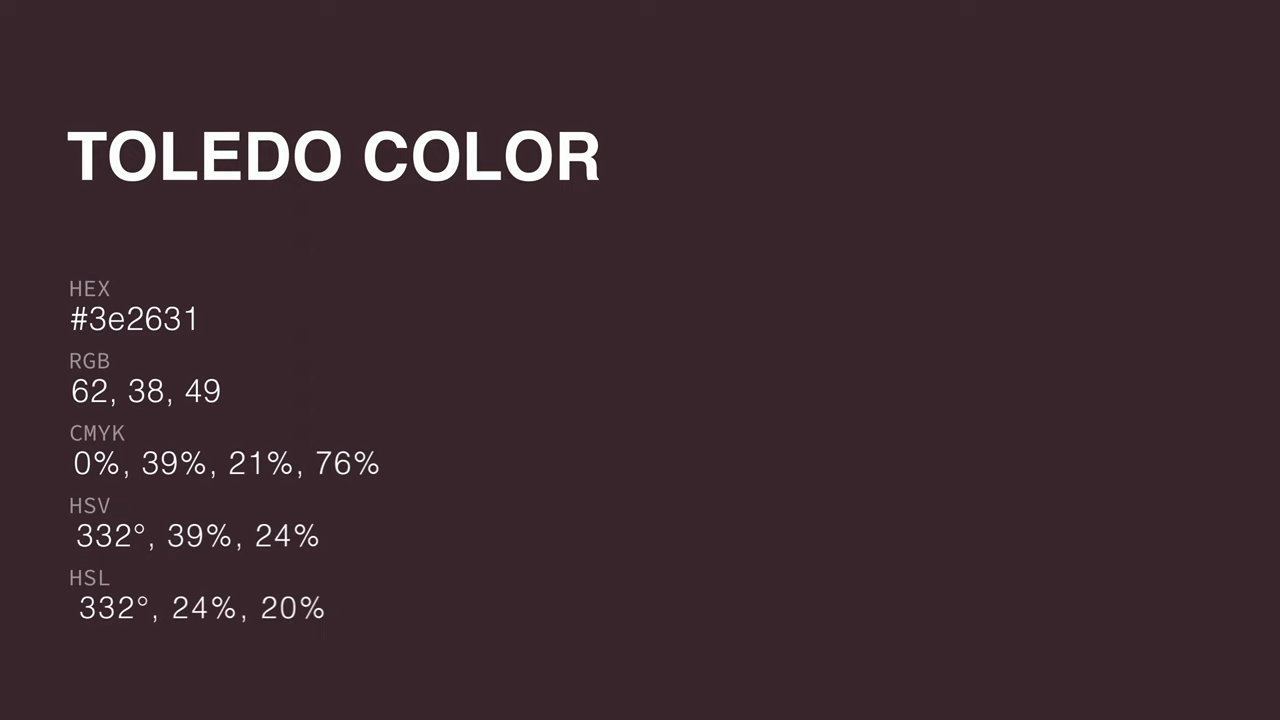 TOLEDO COLOR
HEX
#3e2631
RGB
62, 38, 49
CMYK
0%, 39%, 21%, 76%
HSV
332°, 39%, 24%
HSL
332°, 24%, 20%